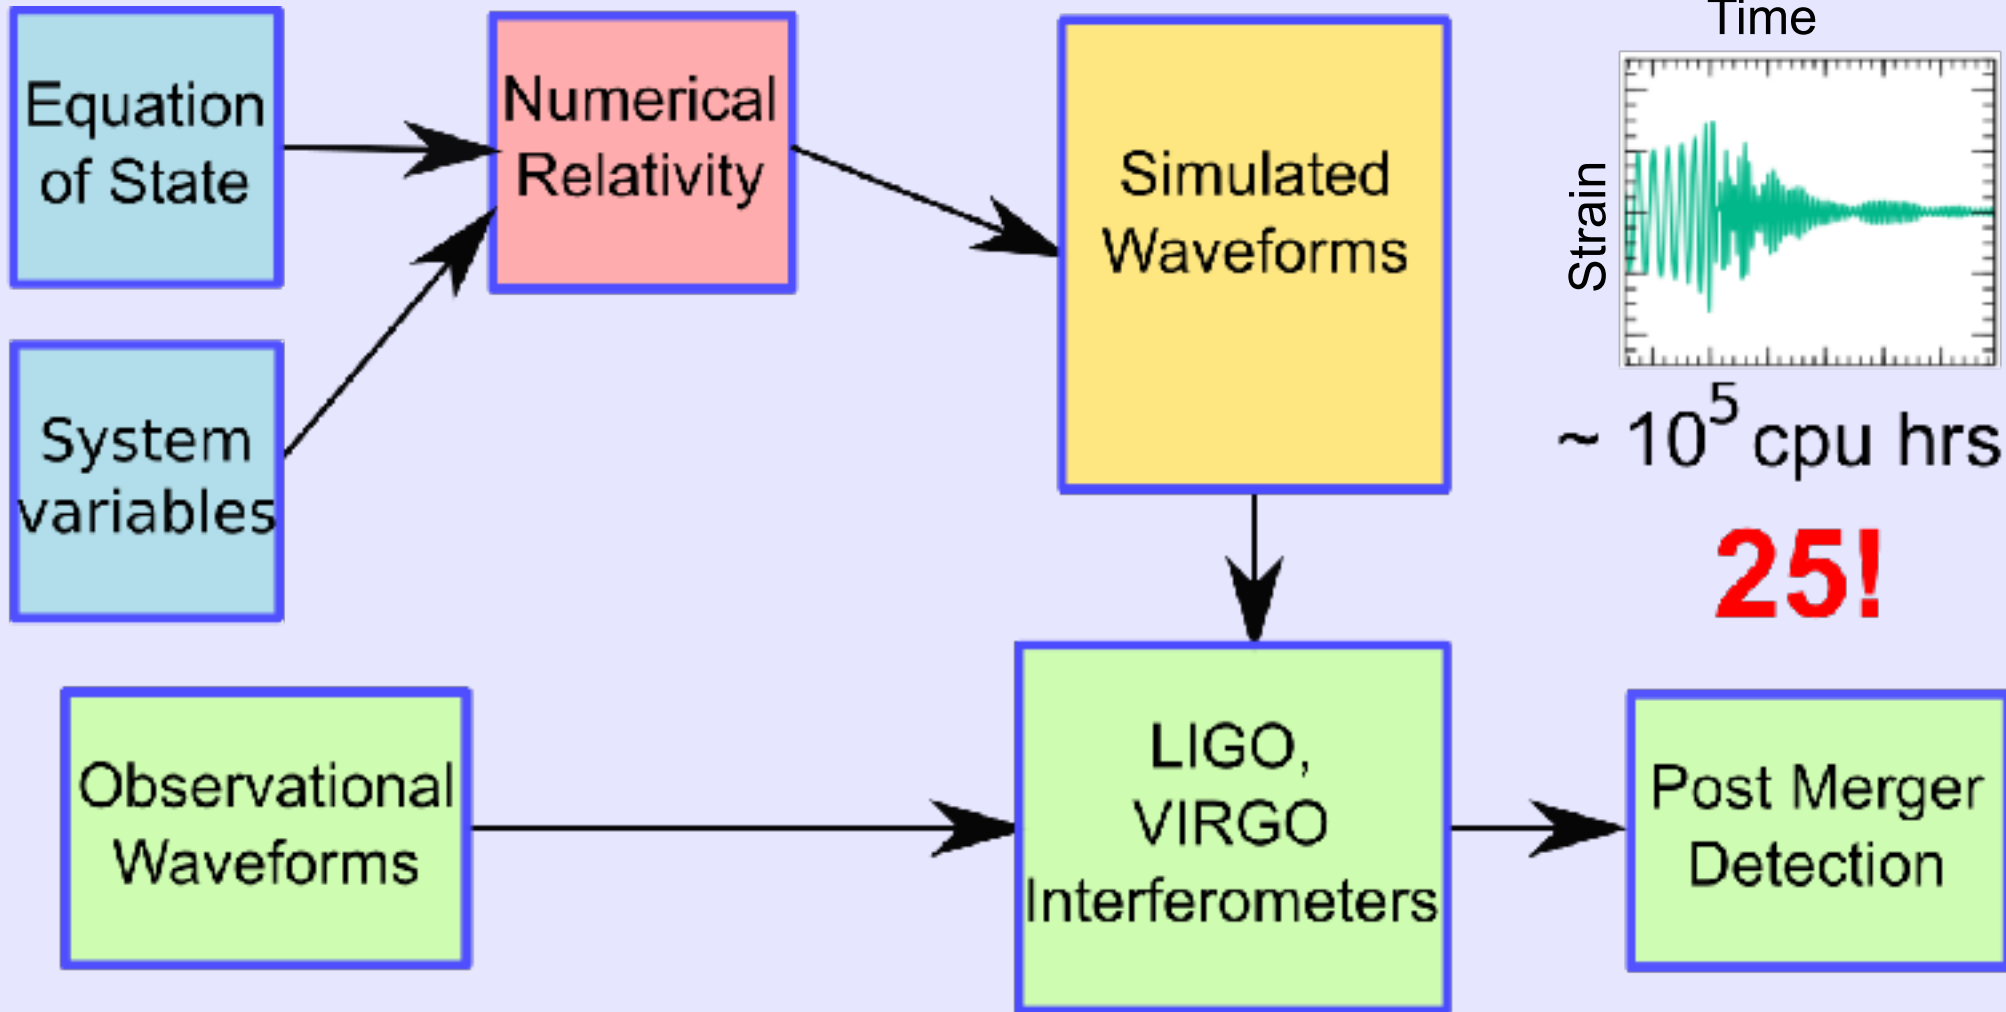 Equation
of State
Numerical
Relativity
Simulated
Waveforms
Time
Strain
~ 10⁵ cpu hrs
25!
System
variables
Observational
Waveforms
LIGO,
VIRGO
Interferometers
Post Merger
Detection